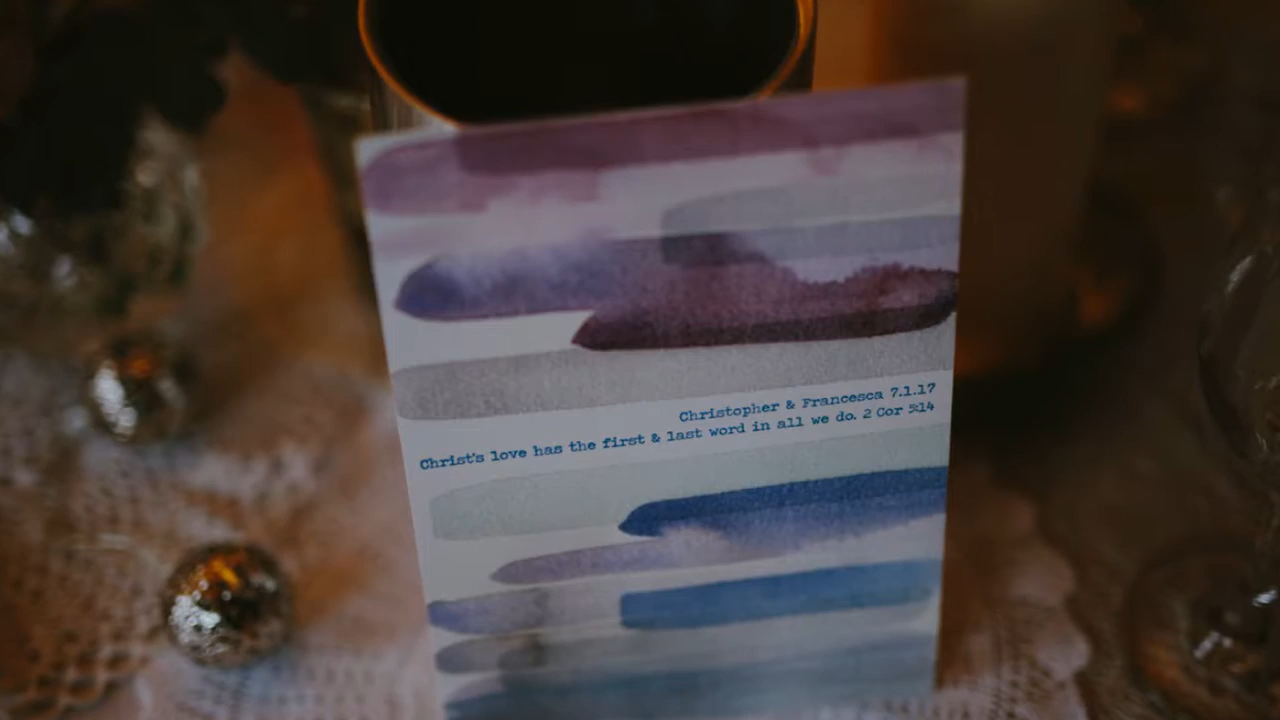 Christopher & Francesca 7.1.17
Christ's love has the first & last word in all we do. 2 Cor 5:14